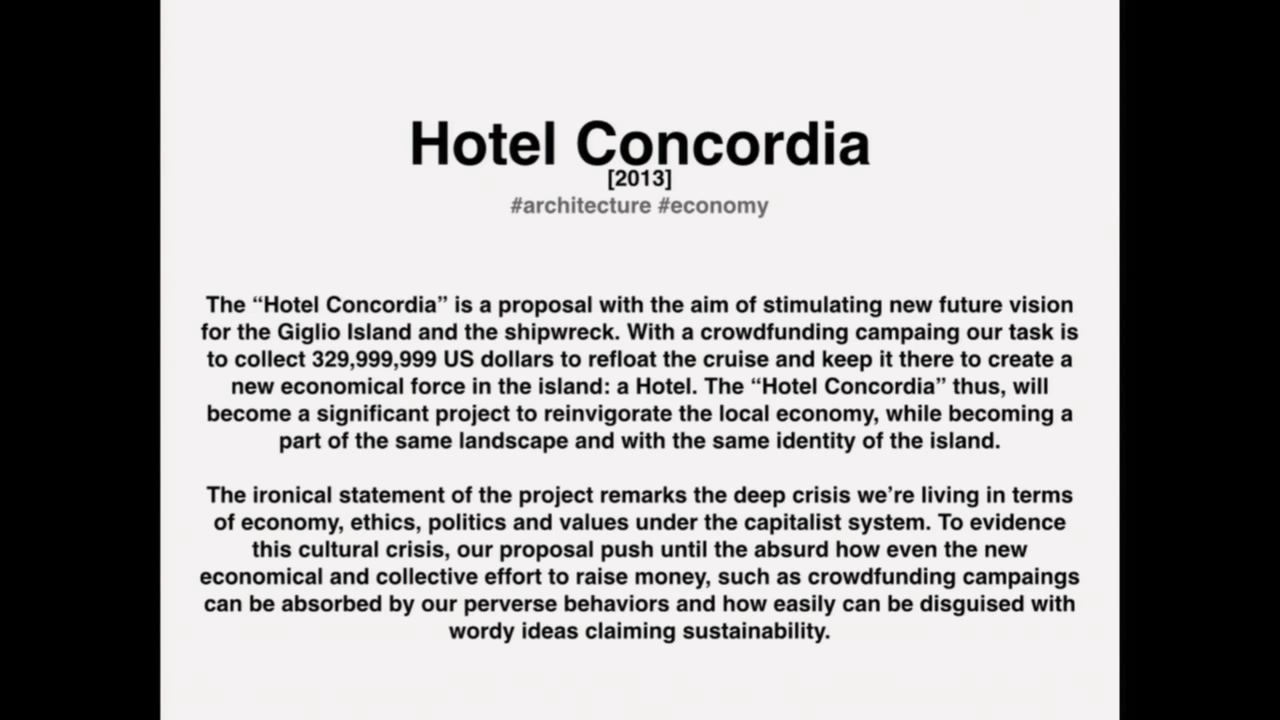 Hotel Concordia
[2013]
#architecture #economy
The “Hotel Concordia” is a proposal with the aim of stimulating new future vision
for the Giglio Island and the shipwreck. With a crowdfunding campaing our task is
to collect 329,999,999 US dollars to refloat the cruise and keep it there to create a
new economical force in the island: a Hotel. The “Hotel Concordia” thus, will
become a significant project to reinvigorate the local economy, while becoming a
part of the same landscape and with the same identity of the island.
The ironical statement of the project remarks the deep crisis we’re living in terms
of economy, ethics, politics and values under the capitalist system. To evidence
this cultural crisis, our proposal push until the absurd how even the new
economical and collective effort to raise money, such as crowdfunding campaings
can be absorbed by our perverse behaviors and how easily can be disguised with
wordy ideas claiming sustainability.